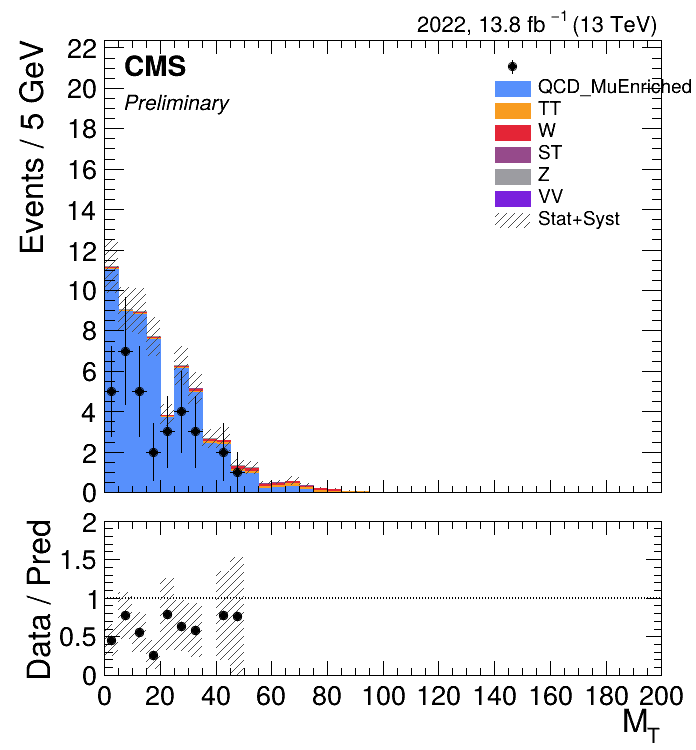 2022, 13.8 fb⁻¹ (13 TeV)
CMS
Preliminary
QCD_MuEnriched
TT
W
ST
Z
VV
Stat+Syst
Events / 5 GeV
22
20
18
16
14
12
10
8
6
4
2
0
Data / Pred
2
1.5
1
0.5
0
0 20 40 60 80 100 120 140 160 180 200
M_T